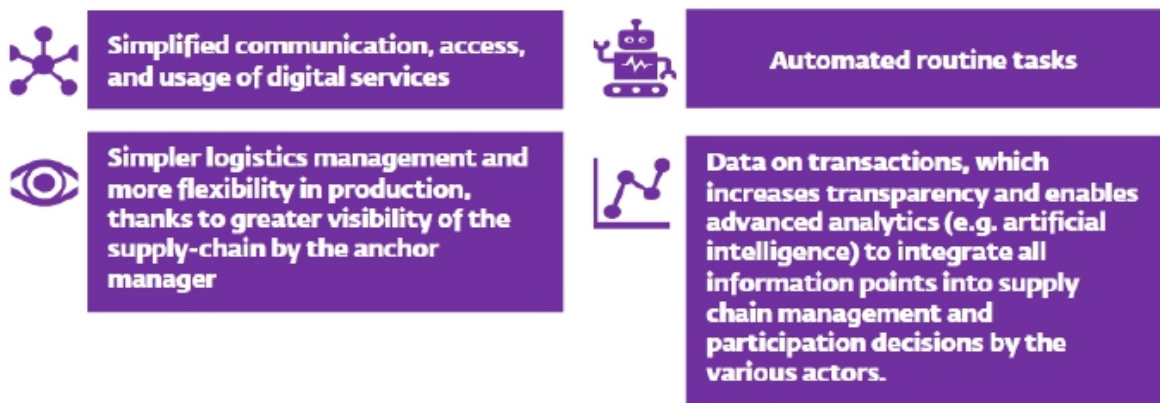 Simplified communication, access,
and usage of digital services
Automated routine tasks
Simpler logistics management and
more flexibility in production,
thanks to greater visibility of the
supply-chain by the anchor
manager
Data on transactions, which
increases transparency and enables
advanced analytics (e.g. artificial
intelligence) to integrate all
information points into supply
chain management and
participation decisions by the
various actors.